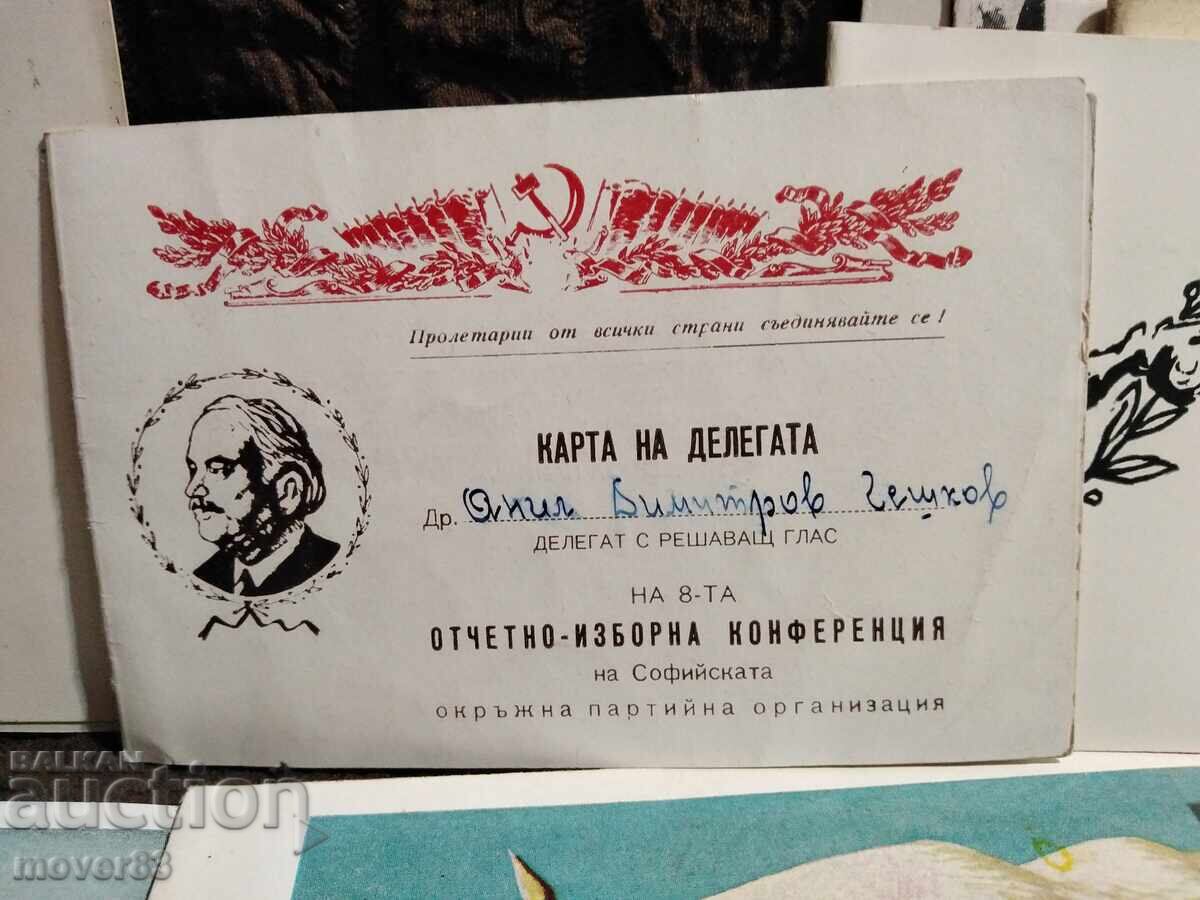 Пролетарии от всички страни съединявайте се!
КАРТА НА ДЕЛЕГАТА
Др. Ангел Димитров Гешков
ДЕЛЕГАТ С РЕШАВАЩ ГЛАС
НА 8-ТА
ОТЧЕТНО-ИЗБОРНА КОНФЕРЕНЦИЯ
на Софийската
окръжна партийна организация
BALKAN
auction
mover83